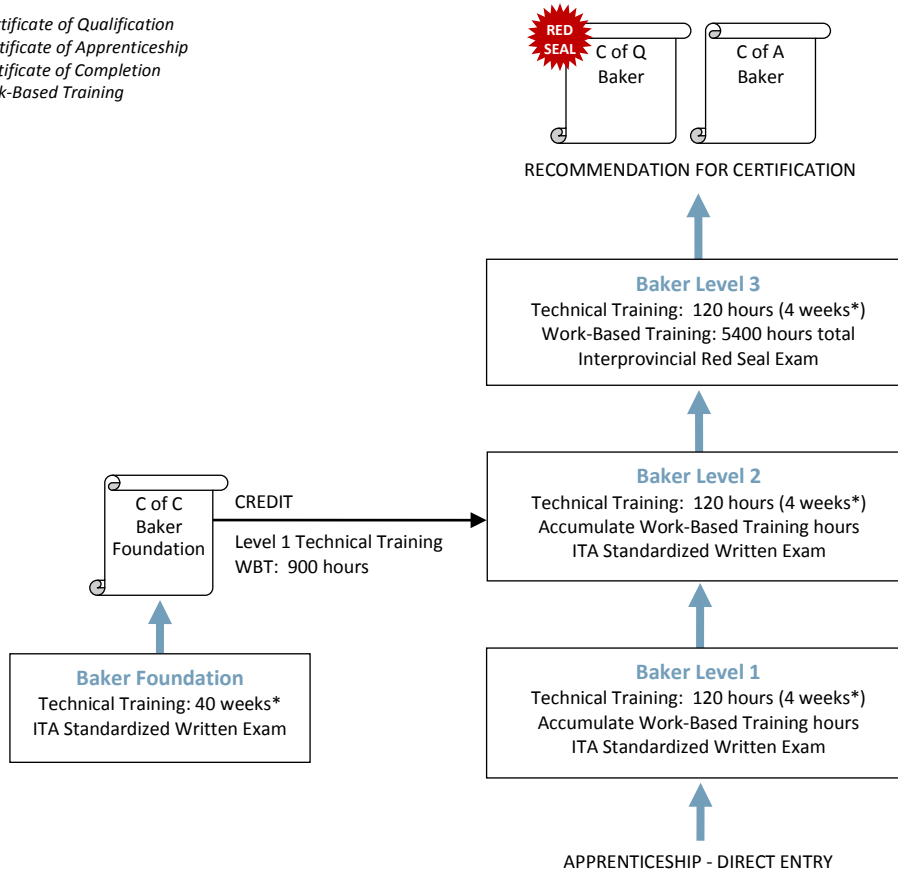 tificate of Qualification
tificate of Apprenticeship
tificate of Completion
k-Based Training
RED
SEAL
C of Q
Baker
C of A
Baker
RECOMMENDATION FOR CERTIFICATION
Baker Level 3
Technical Training:  120 hours (4 weeks*)
Work-Based Training: 5400 hours total
Interprovincial Red Seal Exam
C of C
Baker
Foundation
CREDIT
Level 1 Technical Training
WBT:  900 hours
Baker Level 2
Technical Training:  120 hours (4 weeks*)
Accumulate Work-Based Training hours
ITA Standardized Written Exam
Baker Foundation
Technical Training: 40 weeks*
ITA Standardized Written Exam
Baker Level 1
Technical Training:  120 hours (4 weeks*)
Accumulate Work-Based Training hours
ITA Standardized Written Exam
APPRENTICESHIP - DIRECT ENTRY